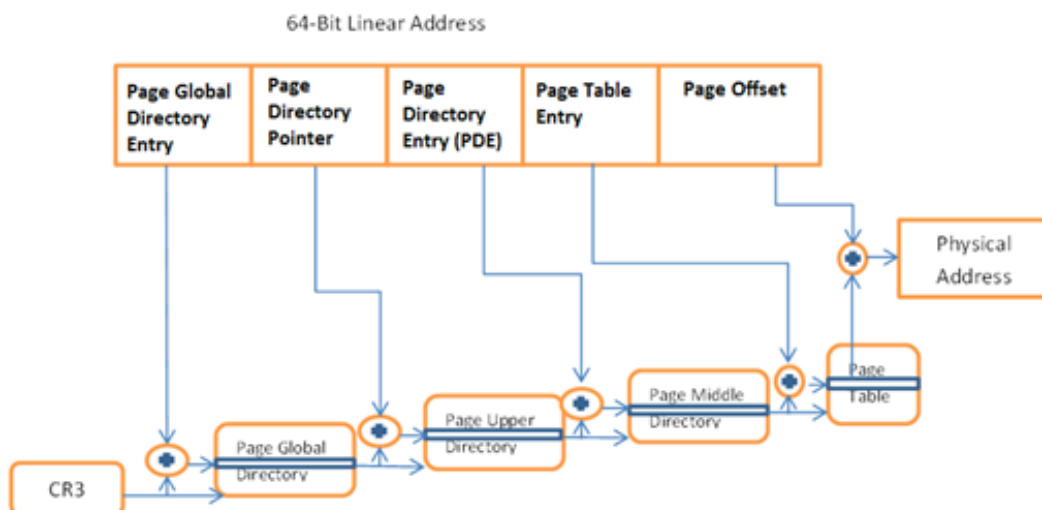 64-Bit Linear Address
Page Global
Directory
Entry
Page
Directory
Pointer
Page
Directory
Entry (PDE)
Page Table
Entry
Page Offset
Physical
Address
Page
Table
Page Middle
Directory
Page Upper
Directory
Page Global
Directory
CR3